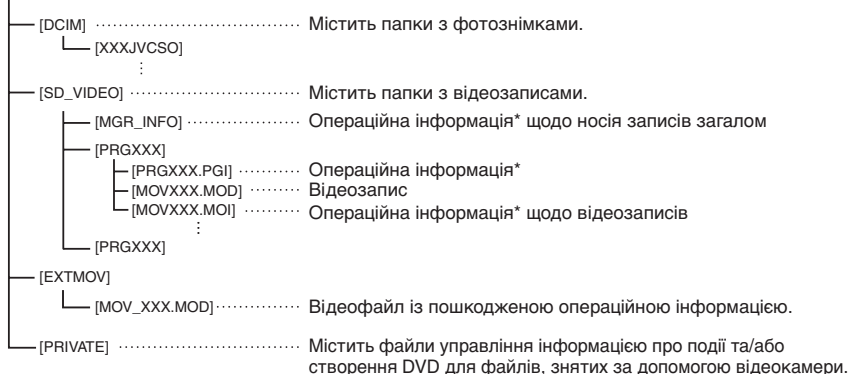 [DCIM] Містить папки з фотознімками.
[XXXJVCSO]
[SD_VIDEO] Містить папки з відеозаписами.
[MGR_INFO] Операційна інформація* щодо носія записів загалом
[PRGXXX]
[PRGXXX.PGI] Операційна інформація*
[MOVXXX.MOD] Відеозапис
[MOVXXX.MOI] Операційна інформація* щодо відеозаписів
[PRGXXX]
[EXTMOV]
[MOV_XXX.MOD] Відеофайл із пошкодженою операційною інформацією.
[PRIVATE] Містить файли управління інформацією про події та/або
створення DVD для файлів, знятих за допомогою відеокамери.